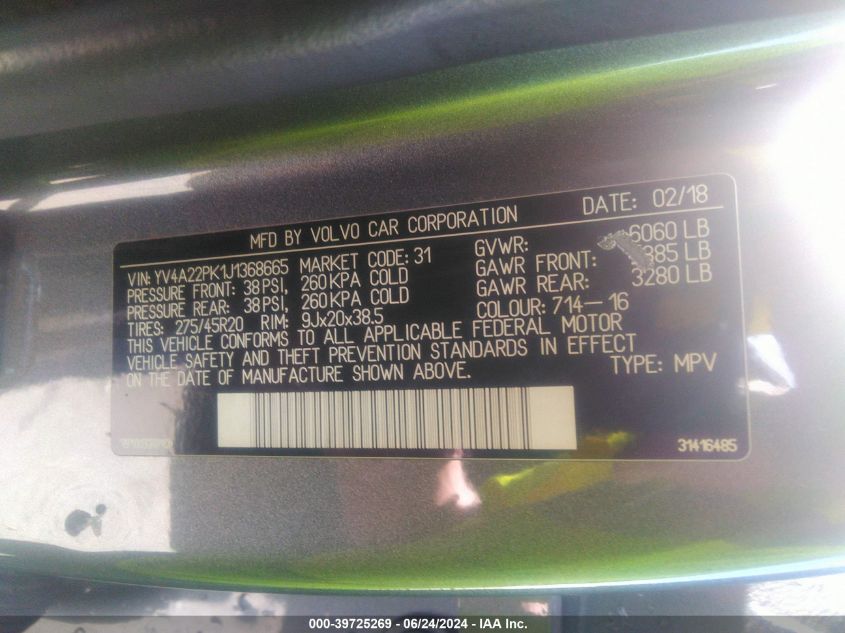 MFD BY VOLVO CAR CORPORATION DATE: 02/18
VIN: YV4A22PK1J1368665 MARKET CODE: 31 GVWR: 6060 LB
PRESSURE FRONT: 38 PSI, 260 KPA COLD GAWR FRONT: 385 LB
PRESSURE REAR: 38 PSI, 260 KPA COLD GAWR REAR: 3280 LB
TIRES: 275/45R20 RIM: 9Jx20x38.5 COLOUR: 714-16
THIS VEHICLE CONFORMS TO ALL APPLICABLE FEDERAL MOTOR
VEHICLE SAFETY AND THEFT PREVENTION STANDARDS IN EFFECT
ON THE DATE OF MANUFACTURE SHOWN ABOVE. TYPE: MPV
31416485
000-39725269 - 06/24/2024 - IAA Inc.